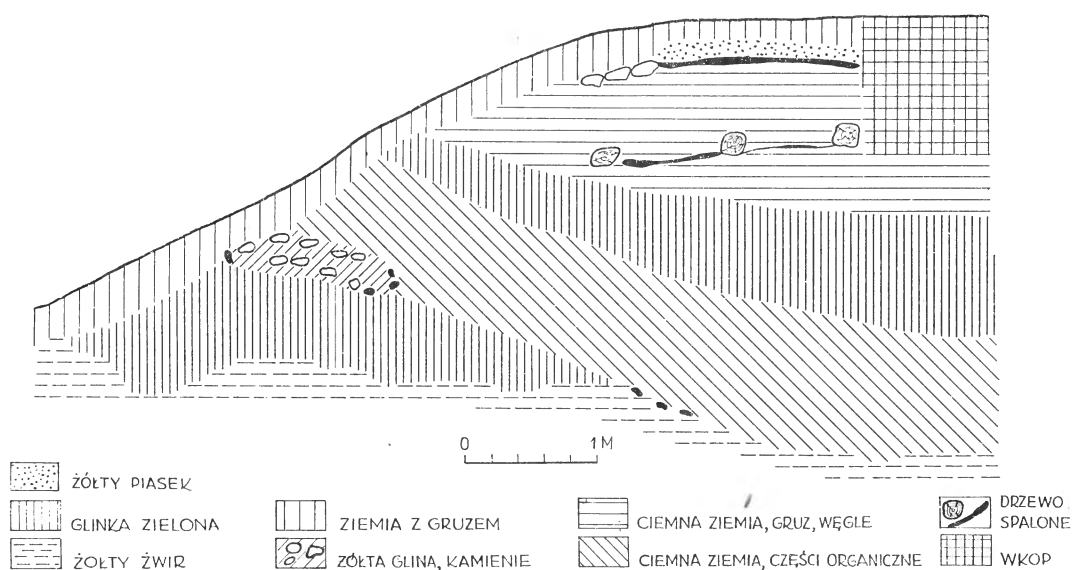 0 1M
ŻÓŁTY PIASEK
GLINKA ZIELONA
ŻÓŁTY ŻWIR
ZIEMIA Z GRUZEM
ŻÓŁTA GLINA, KAMIENIE
CIEMNA ZIEMIA, GRUZ, WĘGLE
CIEMNA ZIEMIA, CZĘŚCI ORGANICZNE
DRZEWO
SPALONE
WKOP